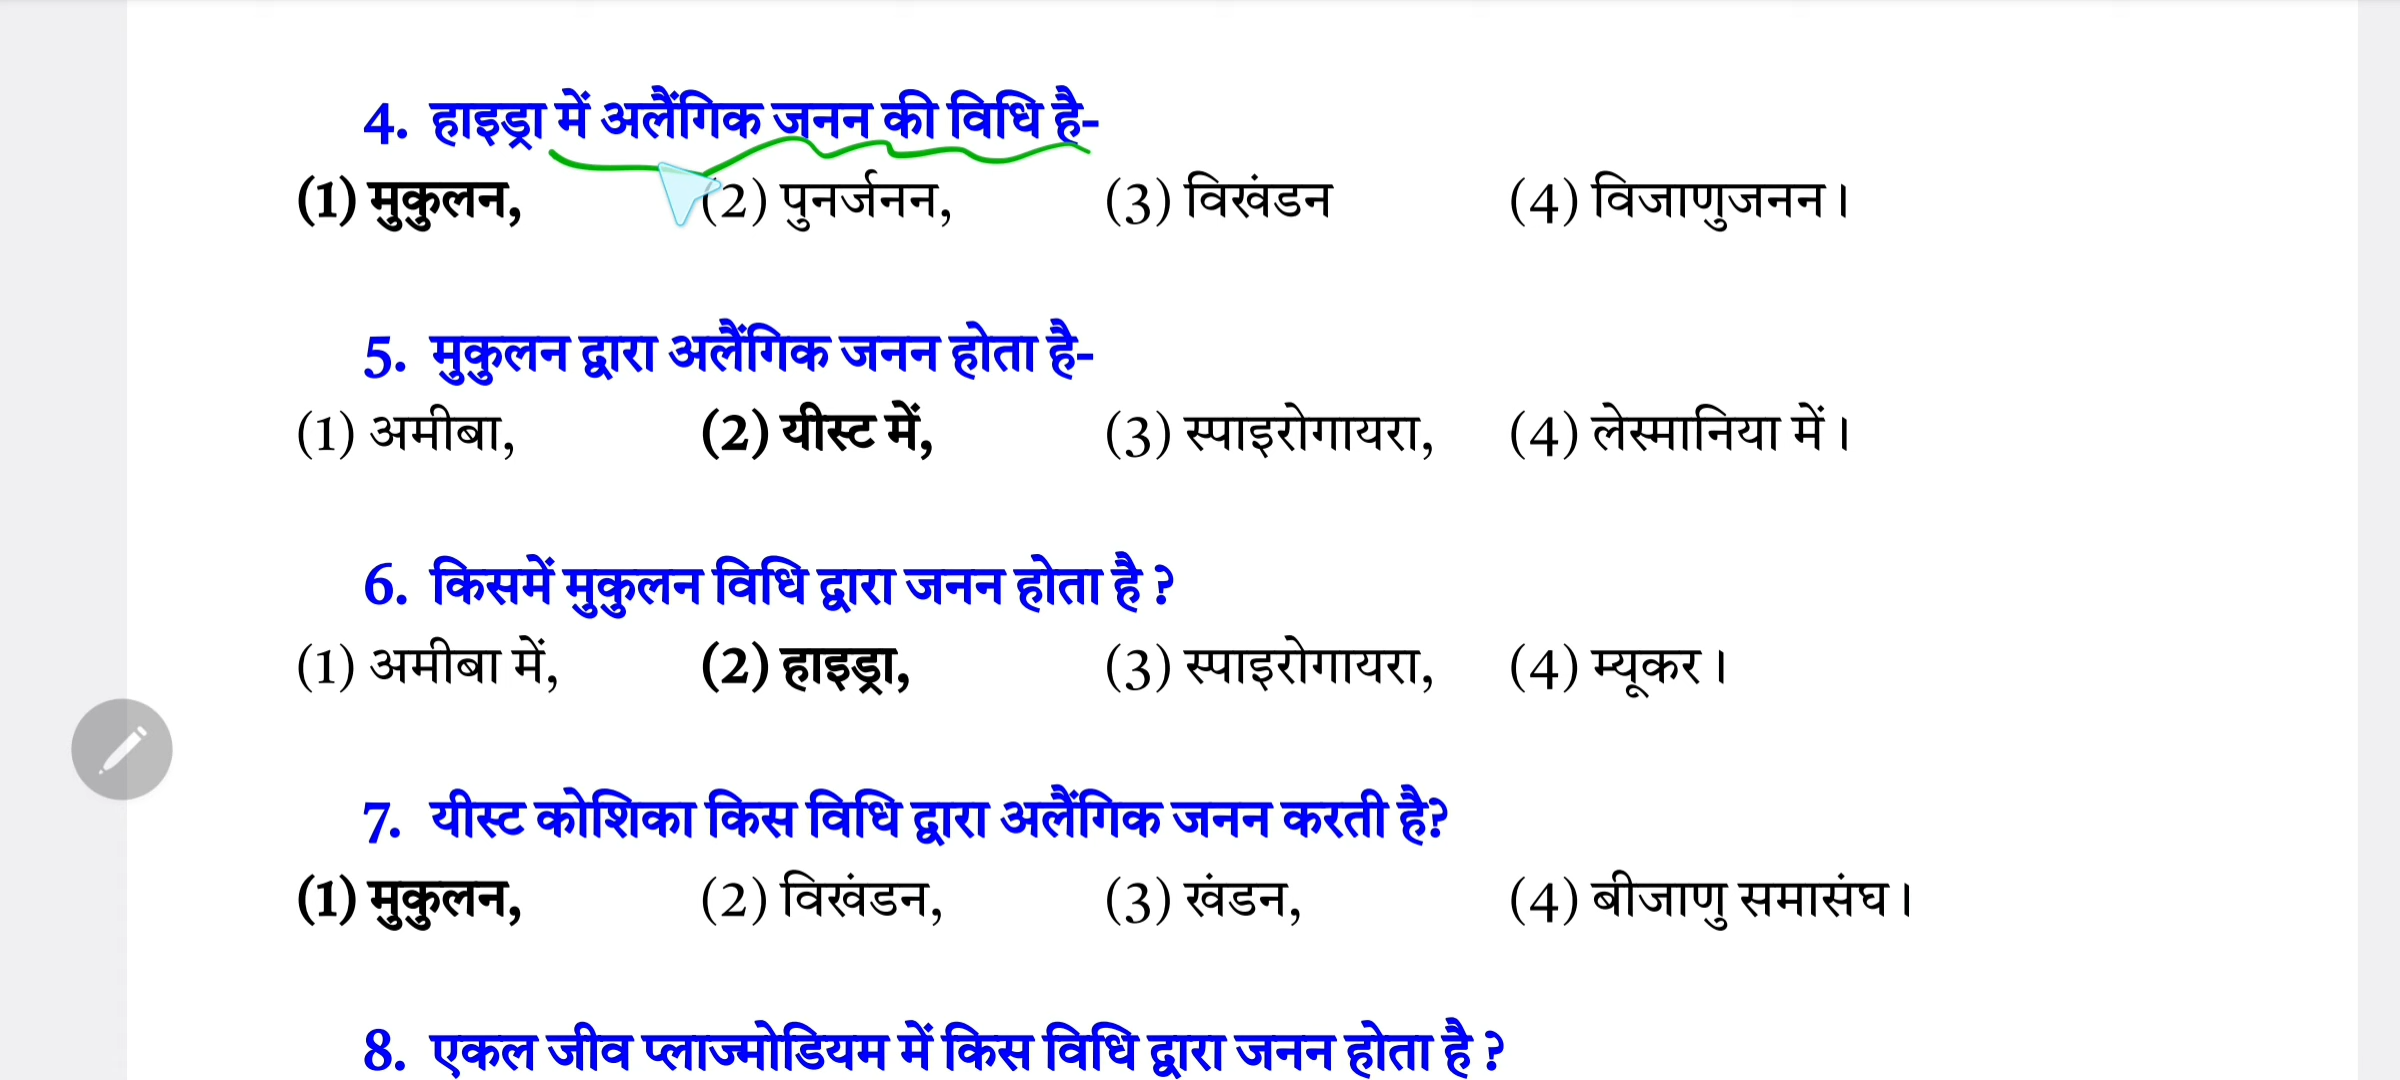 4. हाइड्रा में अलैंगिक जनन की विधि है-
(1) मुकुलन, (2) पुनर्जनन, (3) विखंडन (4) विजाणुजनन।
5. मुकुलन द्वारा अलैंगिक जनन होता है-
(1) अमीबा, (2) यीस्ट में, (3) स्पाइरोगायरा, (4) लेस्मानिया में।
6. किसमें मुकुलन विधि द्वारा जनन होता है ?
(1) अमीबा में, (2) हाइड्रा, (3) स्पाइरोगायरा, (4) म्यूकर।
7. यीस्ट कोशिका किस विधि द्वारा अलैंगिक जनन करती है?
(1) मुकुलन, (2) विखंडन, (3) खंडन, (4) बीजाणु समासंघ।
8. एकल जीव प्लाज्मोडियम में किस विधि द्वारा जनन होता है ?